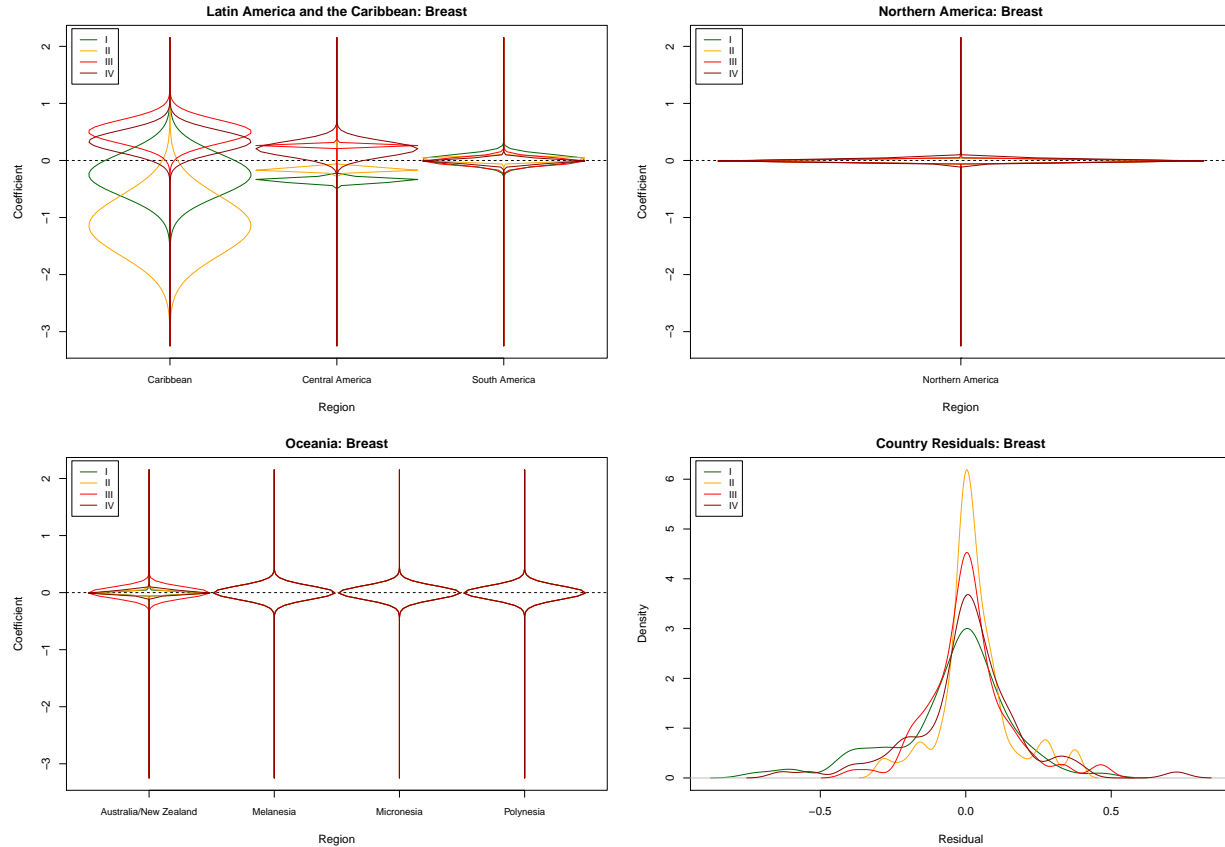 Latin America and the Caribbean: Breast
I
II
III
IV
2
1
0
−1
−2
−3
Coefficient
Caribbean
Central America
South America
Region
Northern America: Breast
I
II
III
IV
2
1
0
−1
−2
−3
Coefficient
Northern America
Region
Oceania: Breast
I
II
III
IV
2
1
0
−1
−2
−3
Coefficient
Australia/New Zealand
Melanesia
Micronesia
Polynesia
Region
Country Residuals: Breast
I
II
III
IV
6
5
4
3
2
1
0
Density
−0.5
0.0
0.5
Residual